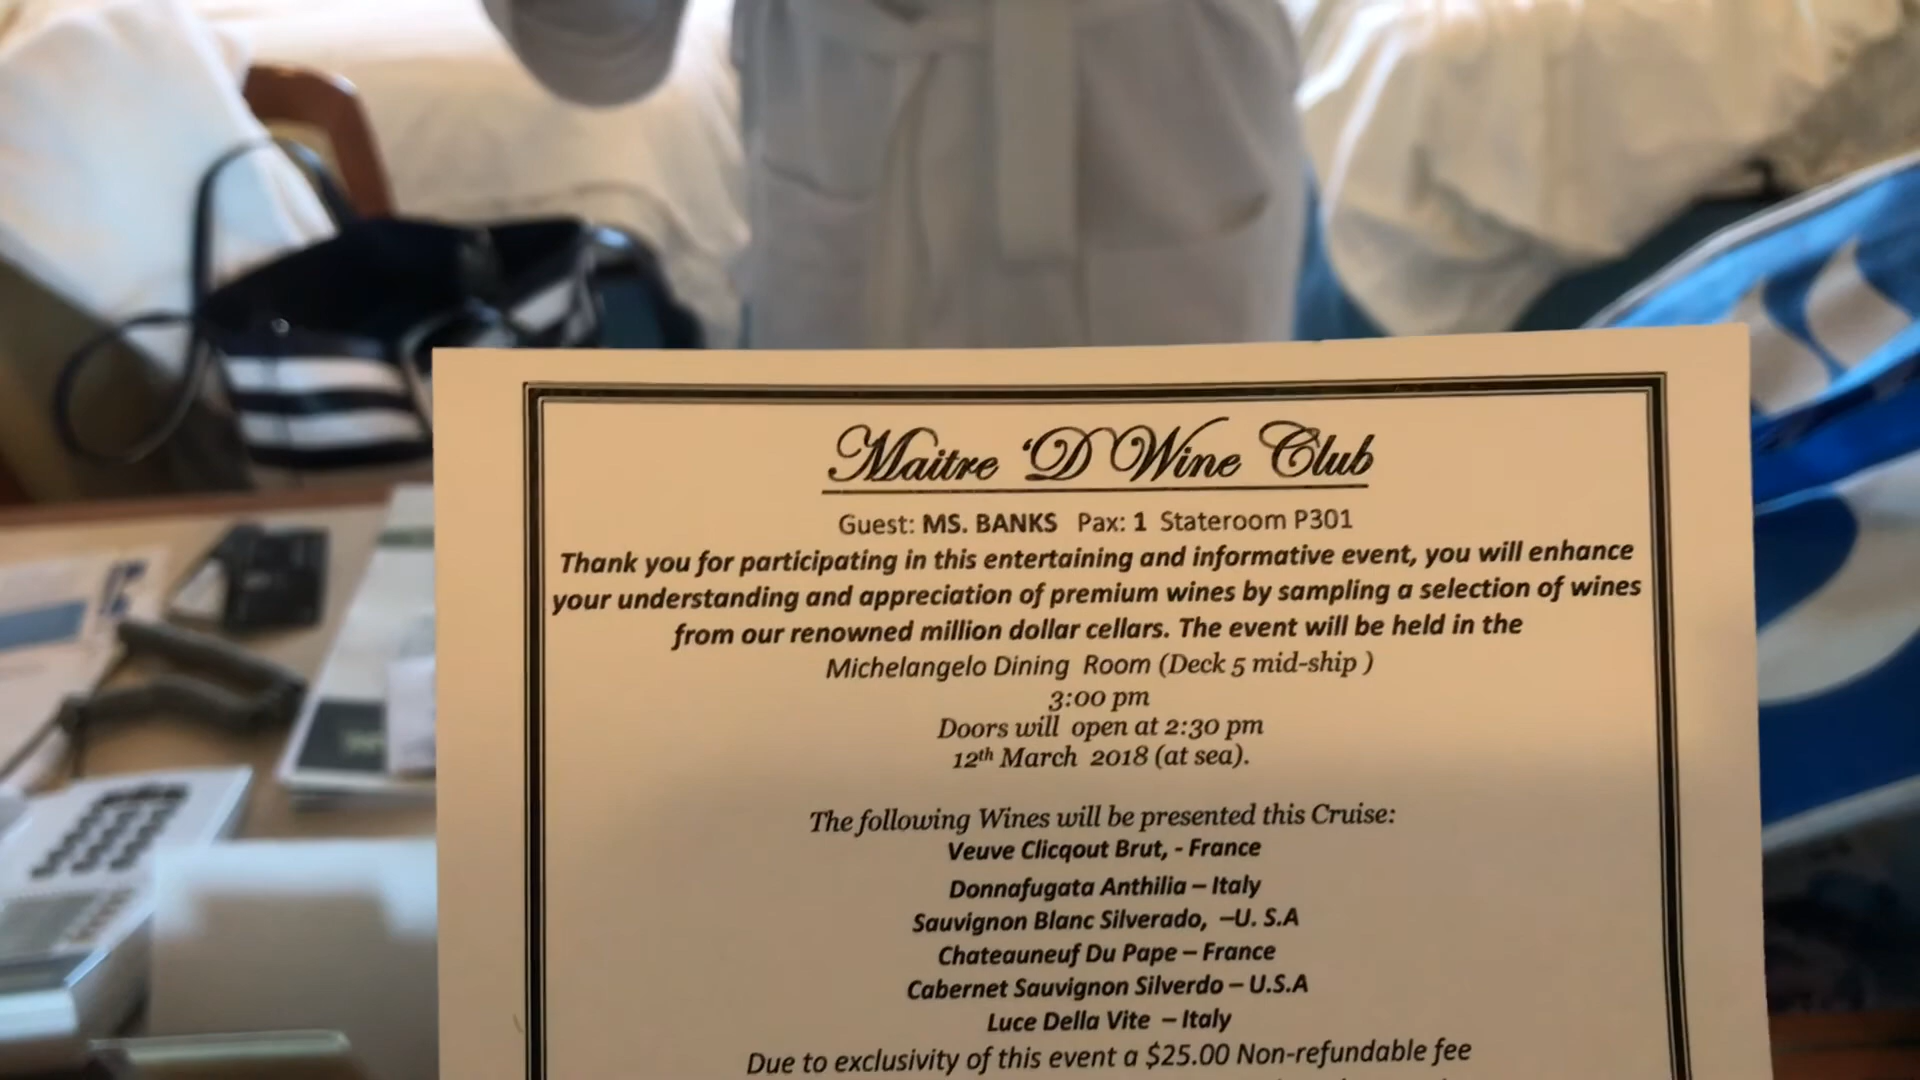 Maitre ‘D Wine Club
Guest: MS. BANKS Pax: 1 Stateroom P301
Thank you for participating in this entertaining and informative event, you will enhance
your understanding and appreciation of premium wines by sampling a selection of wines
from our renowned million dollar cellars. The event will be held in the
Michelangelo Dining Room (Deck 5 mid-ship )
3:00 pm
Doors will open at 2:30 pm
12th March 2018 (at sea).
The following Wines will be presented this Cruise:
Veuve Clicqout Brut, - France
Donnafugata Anthilia – Italy
Sauvignon Blanc Silverado, –U. S.A
Chateauneuf Du Pape – France
Cabernet Sauvignon Silverdo – U.S.A
Luce Della Vite – Italy
Due to exclusivity of this event a $25.00 Non-refundable fee